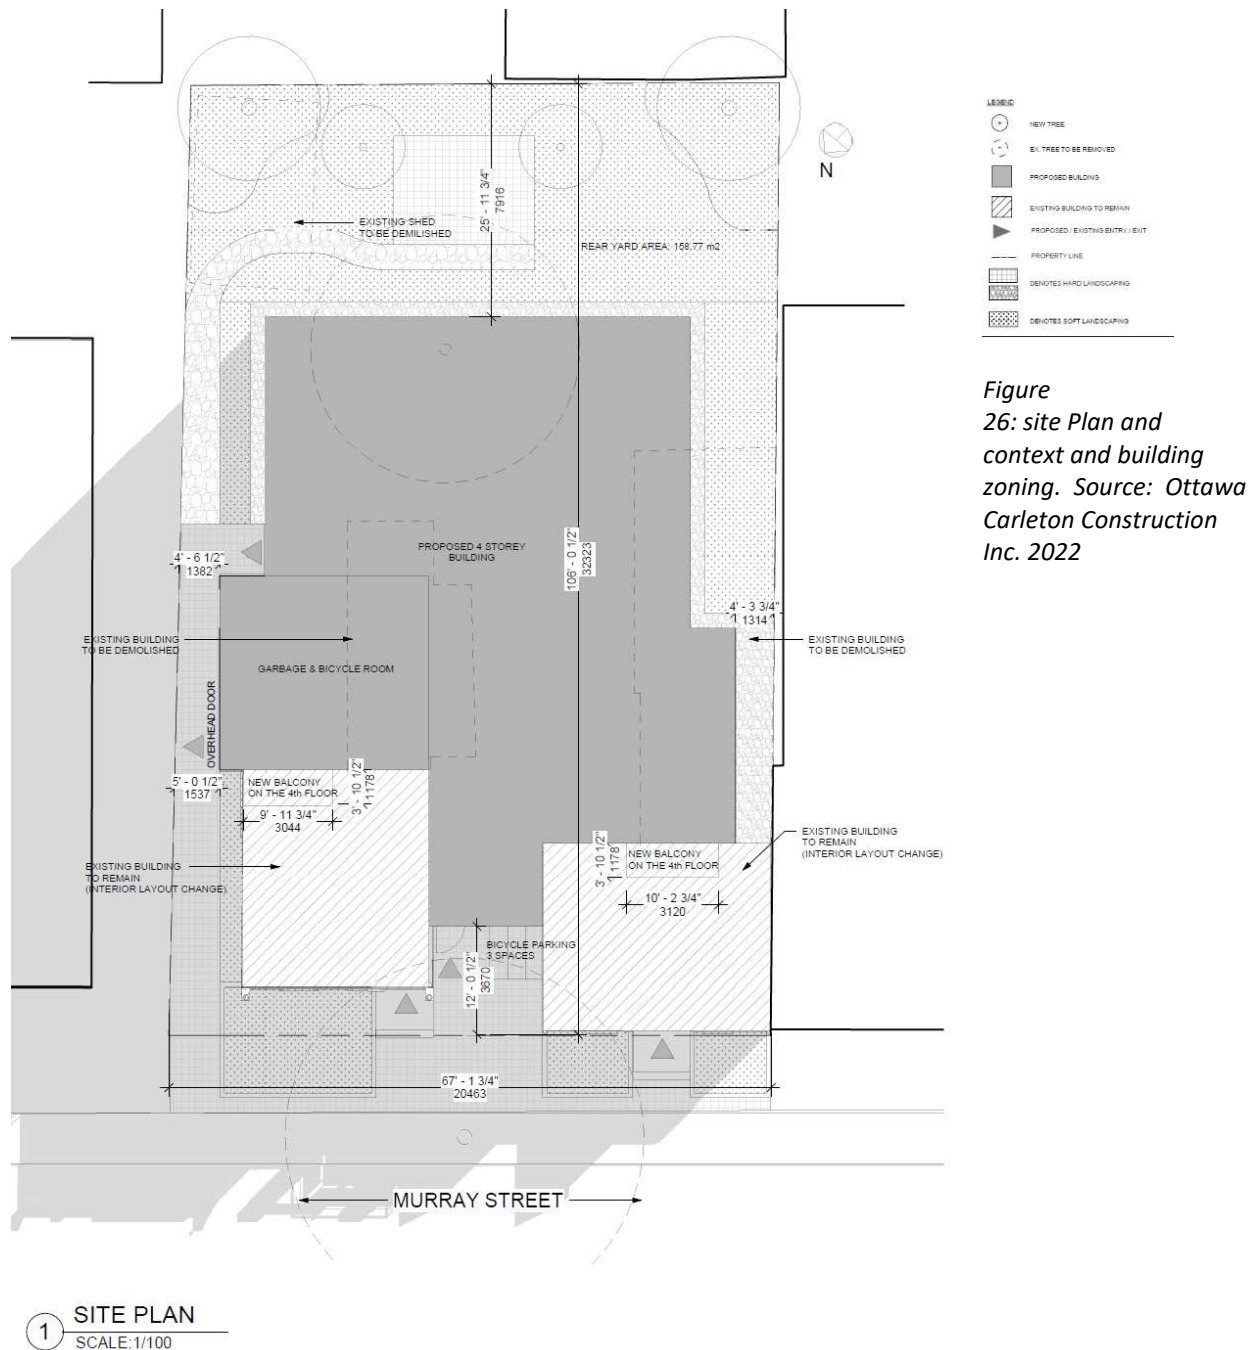 25' - 11 3/4"
7916
N
EXISTING SHED
TO BE DEMILISHED
REAR YARD AREA: 158.77 m2
LEGEND
NEW TREE
EX. TREE TO BE REMOVED
PROPOSED BUILDING
EXISTING BUILDING TO REMAIN
PROPOSED / EXISTING ENTRY / EXIT
PROPERTY LINE
DENOTES HARD LANDSCAPING
DENOTES SOFT LANDSCAPING
Figure
26: site Plan and
context and building
zoning. Source: Ottawa
Carleton Construction
Inc. 2022
PROPOSED 4 STOREY
BUILDING
106' - 0 1/2"
32323
4' - 6 1/2"
1382
4' - 3 3/4"
1314
EXISTING BUILDING
TO BE DEMOLISHED
EXISTING BUILDING
TO BE DEMOLISHED
GARBAGE & BICYCLE ROOM
OVERHEAD DOOR
5' - 0 1/2"
1537
NEW BALCONY
ON THE 4th FLOOR
3' - 10 1/2"
1178
9' - 11 3/4"
3044
EXISTING BUILDING
TO REMAIN
(INTERIOR LAYOUT CHANGE)
3' - 10 1/2"
1178
NEW BALCONY
ON THE 4th FLOOR
10' - 2 3/4"
3120
EXISTING BUILDING
TO REMAIN
(INTERIOR LAYOUT CHANGE)
BICYCLE PARKING
3 SPACES
12' - 0 1/2"
3670
67' - 1 3/4"
20463
MURRAY STREET
1
SITE PLAN
SCALE:1/100